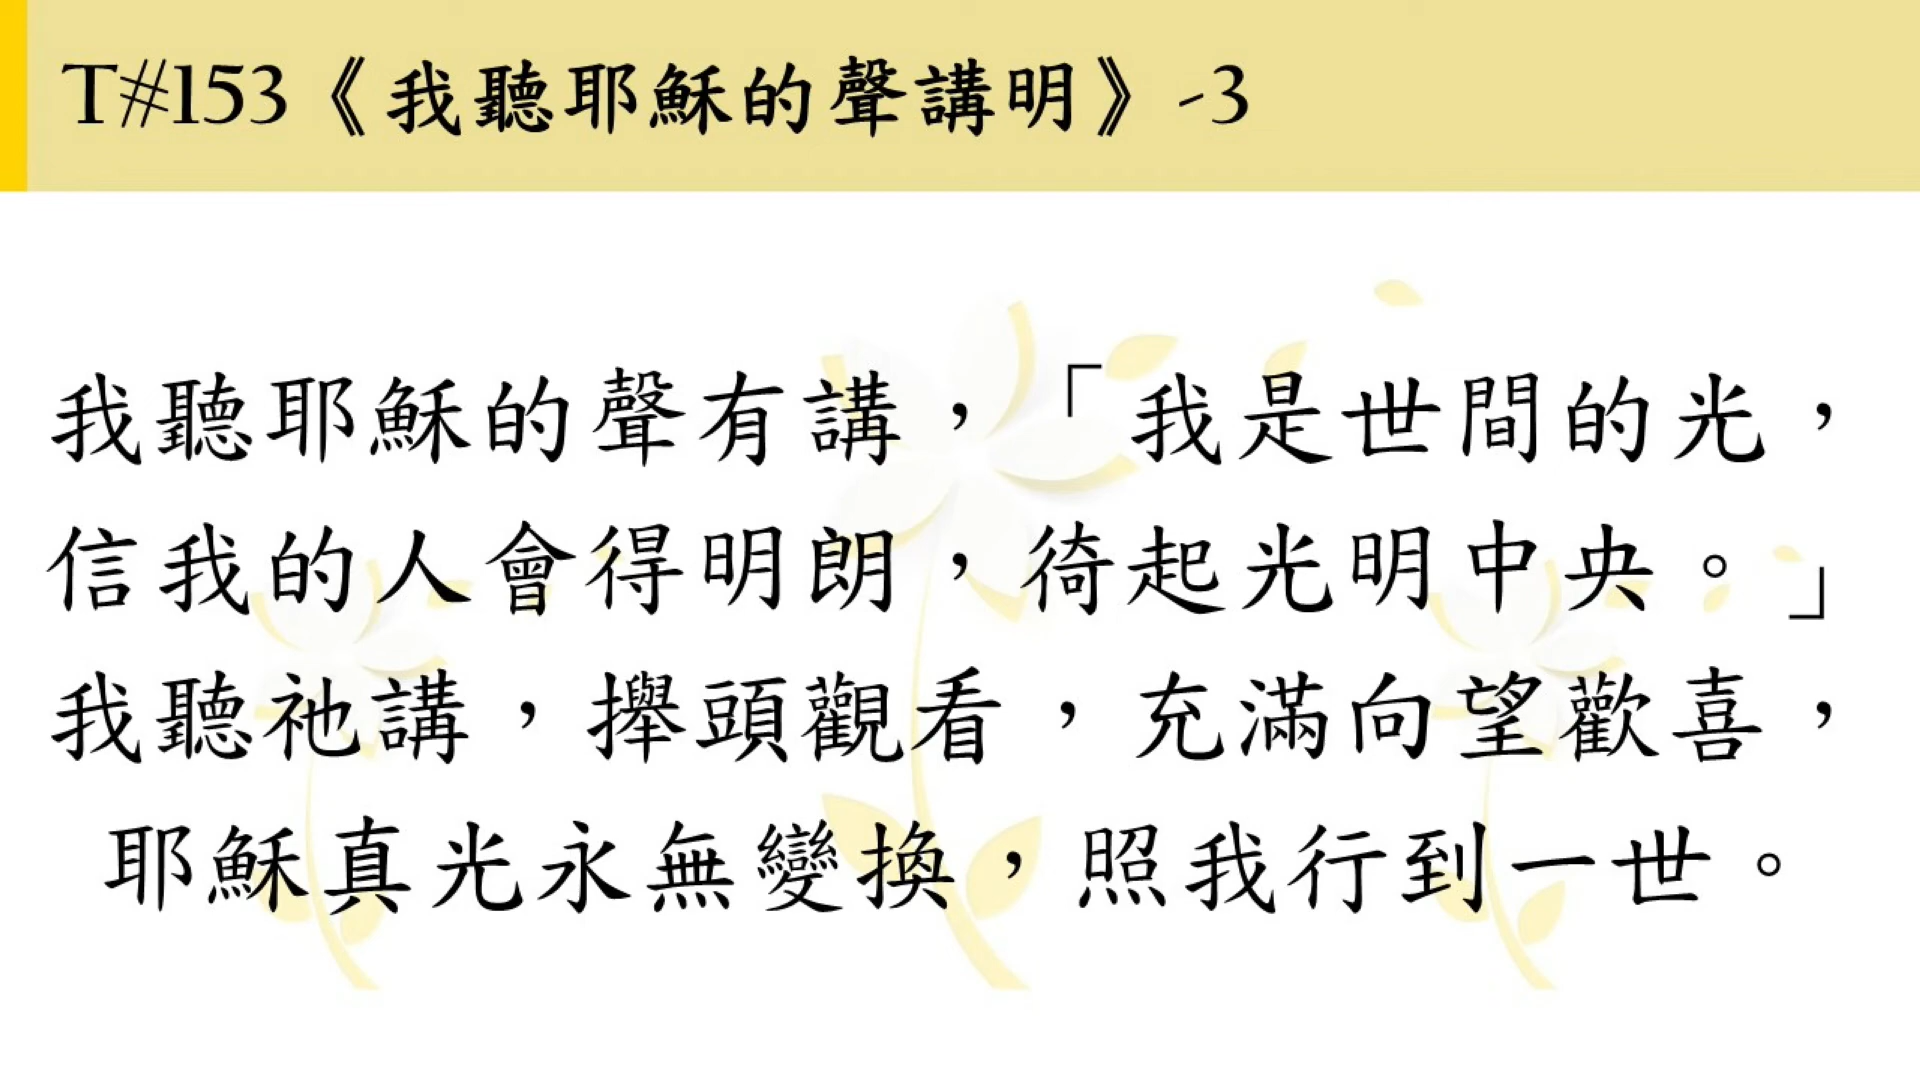 T#153《我聽耶穌的聲講明》-3
我聽耶穌的聲有講，「我是世間的光，
信我的人會得明朗，徛起光明中央。」
我聽祂講，攑頭觀看，充滿向望歡喜，
耶穌真光永無變換，照我行到一世。